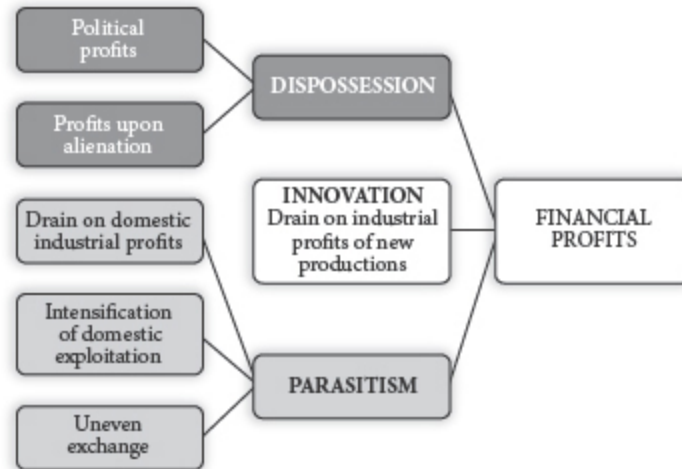 Political
profits
Profits upon
alienation
Drain on domestic
industrial profits
Intensification
of domestic
exploitation
Uneven
exchange
DISPOSSESSION
INNOVATION
Drain on industrial
profits of new
productions
PARASITISM
FINANCIAL
PROFITS